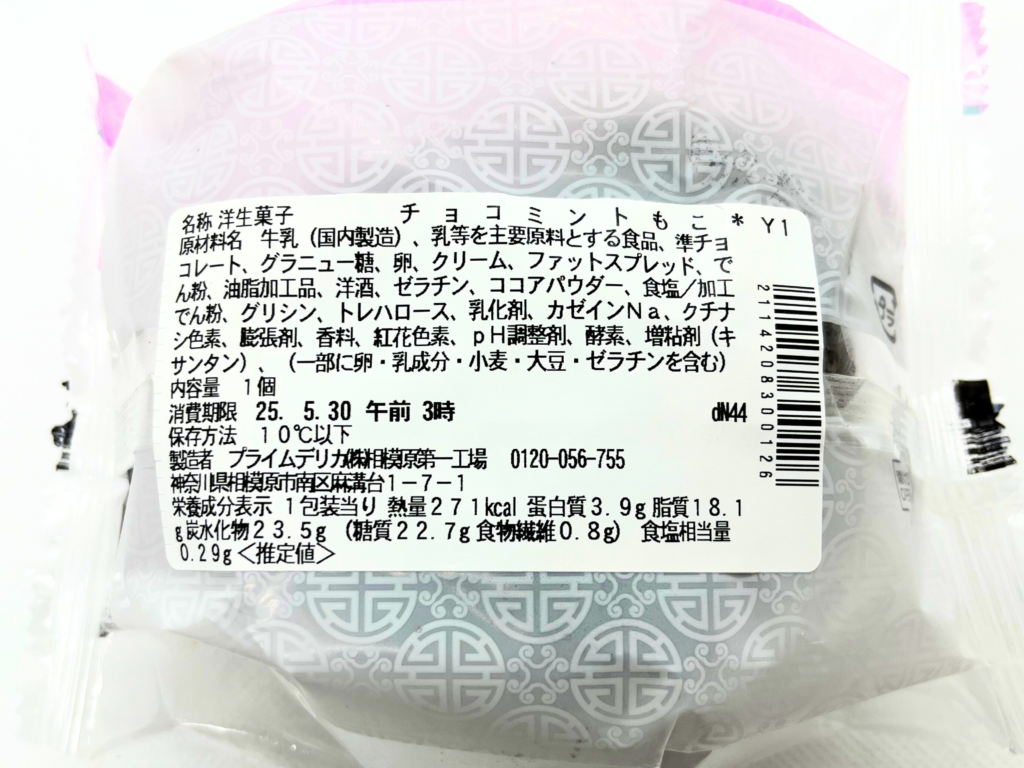 名称 洋生菓子 チョコミントもこ* Y1
原材料名 牛乳(国内製造)、乳等を主要原料とする食品、準チョ
コレート、グラニュー糖、卵、クリーム、ファットスプレッド、で
ん粉、油脂加工品、洋酒、ゼラチン、ココアパウダー、食塩/加工
でん粉、グリシン、トレハロース、乳化剤、カゼインNa、クチナ
シ色素、膨張剤、香料、紅花色素、pH調整剤、酵素、増粘剤(キ
サンタン)、(一部に卵・乳成分・小麦・大豆・ゼラチンを含む)
内容量 1個
消費期限 25. 5.30 午前 3時 dN44
保存方法 10℃以下
製造者 プライムデリカ(株)相模原第一工場 0120-056-755
神奈川県相模原市南区麻溝台1-7-1
栄養成分表示 1包装当り 熱量271kcal 蛋白質3.9g 脂質18.1
g 炭水化物23.5g (糖質22.7g 食物繊維0.8g) 食塩相当量
0.29g<推定値>
2114208300126